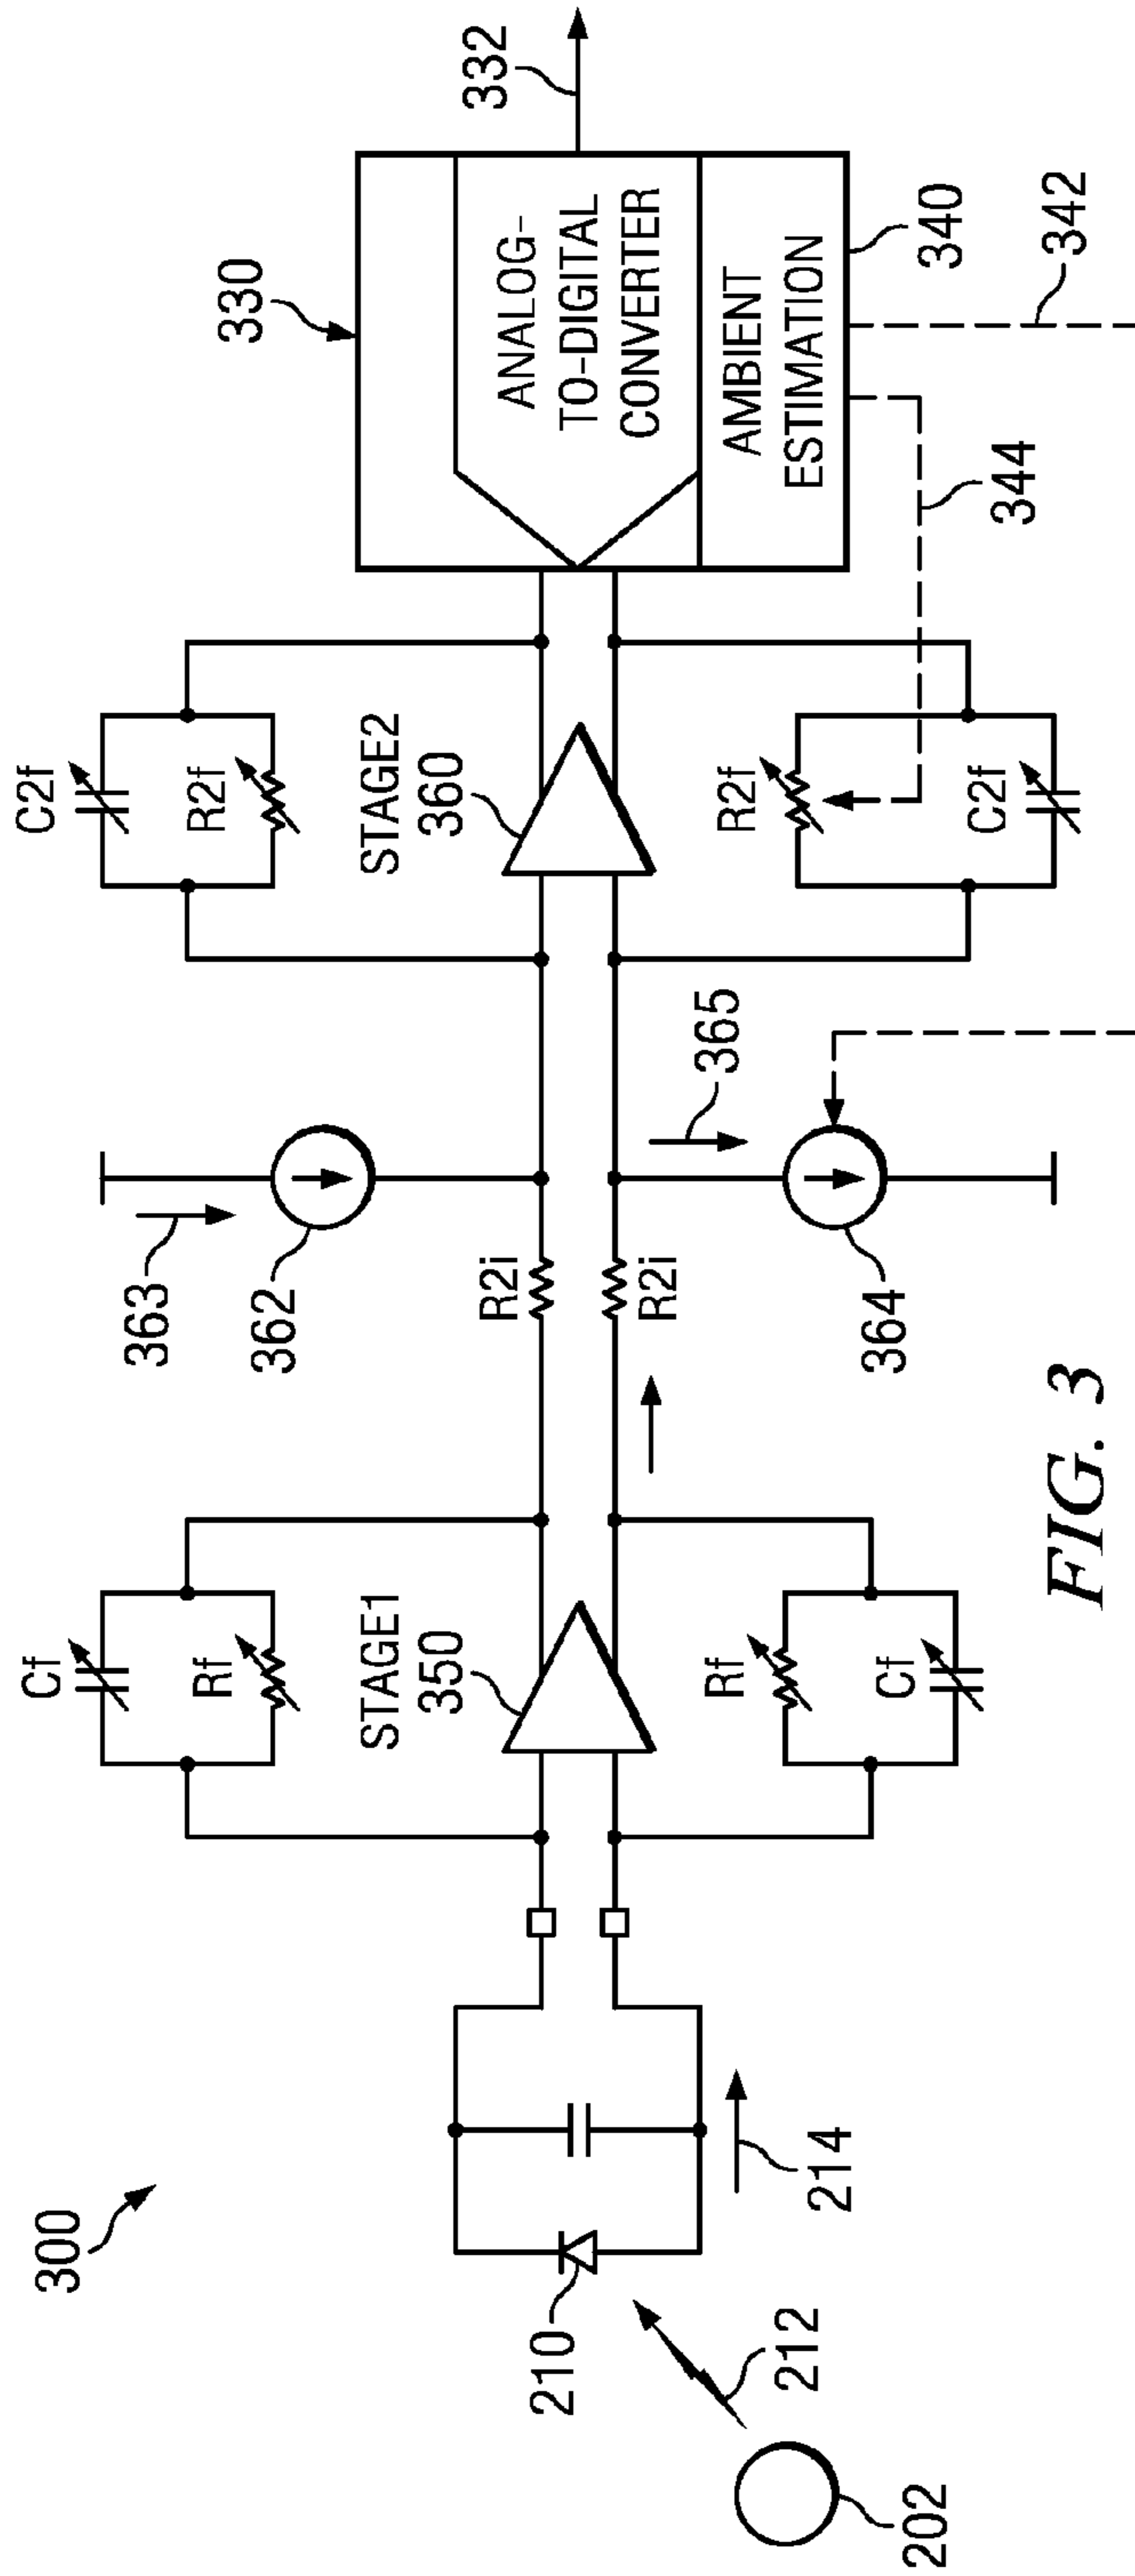 300
202
212
210
214
Cf
Rf
STAGE1
350
Rf
Cf
363
362
R2i
R2i
365
364
C2f
R2f
STAGE2
360
R2f
C2f
330
332
ANALOG-
TO-DIGITAL
CONVERTER
AMBIENT
ESTIMATION
340
344
342
FIG. 3